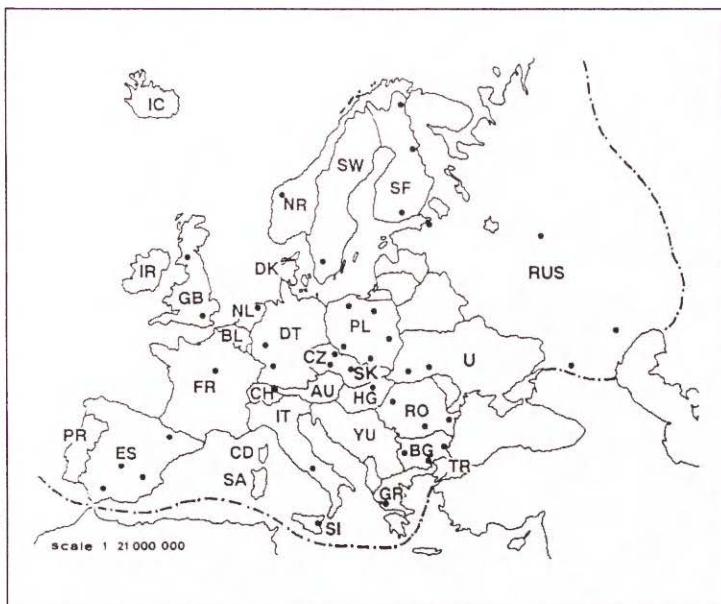 IC
SW
NR
SF
RUS
IR
DK
GB
NL
BL
DT
PL
CZ
SK
U
FR
CH
AU
HG
IT
RO
PR
ES
CD
YU
BG
SA
TR
GR
SI
scale 1 21 000 000